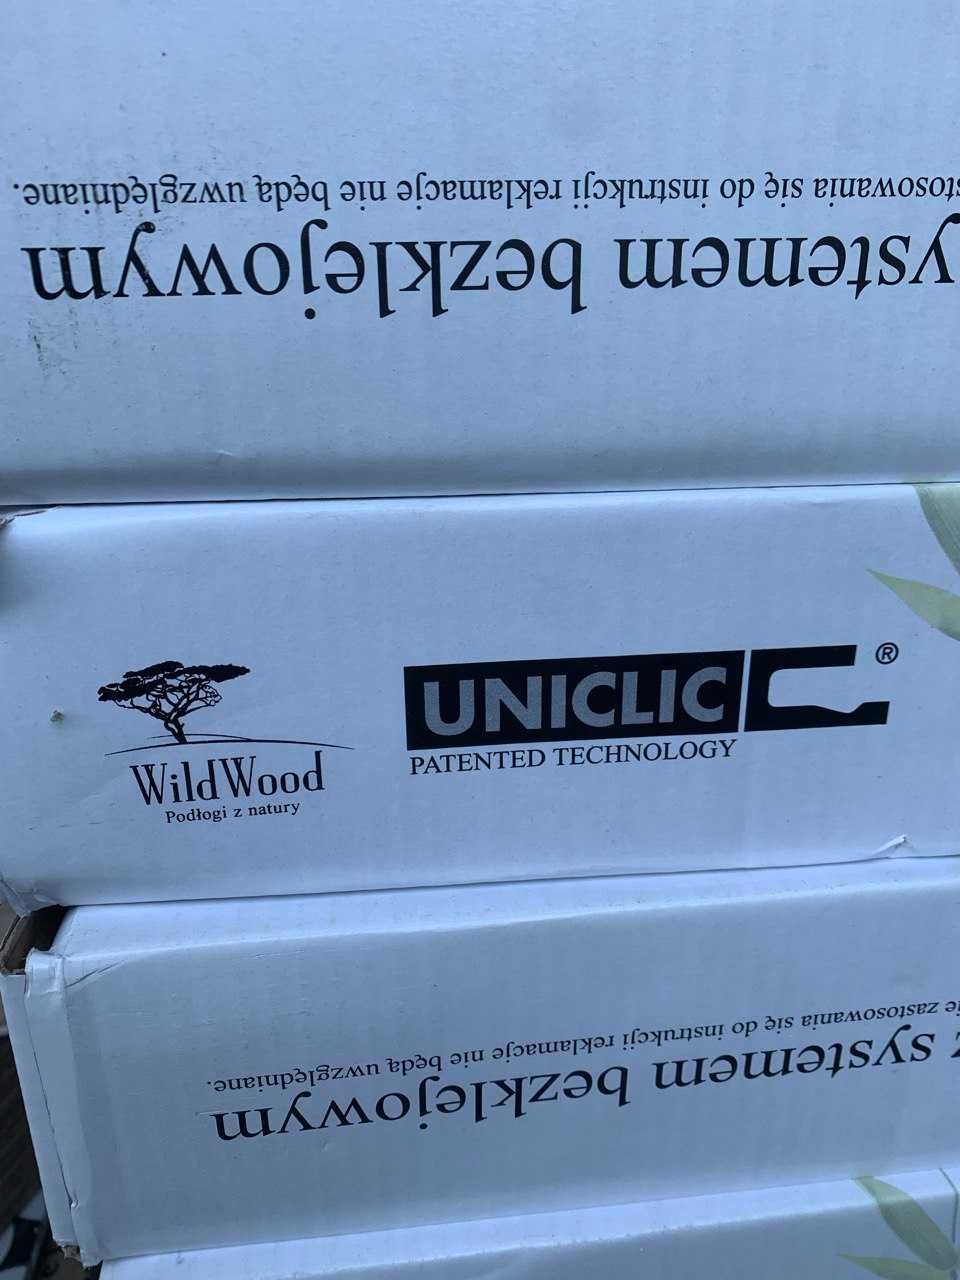 ystemem bezklejowym
stosowania się do instrukcji reklamacje nie będą uwzględniane.
WildWood
Podłogi z natury
UNICLIC®
PATENTED TECHNOLOGY
z systemem bezklejowym
zastosowania się do instrukcji reklamacje nie będą uwzględniane.